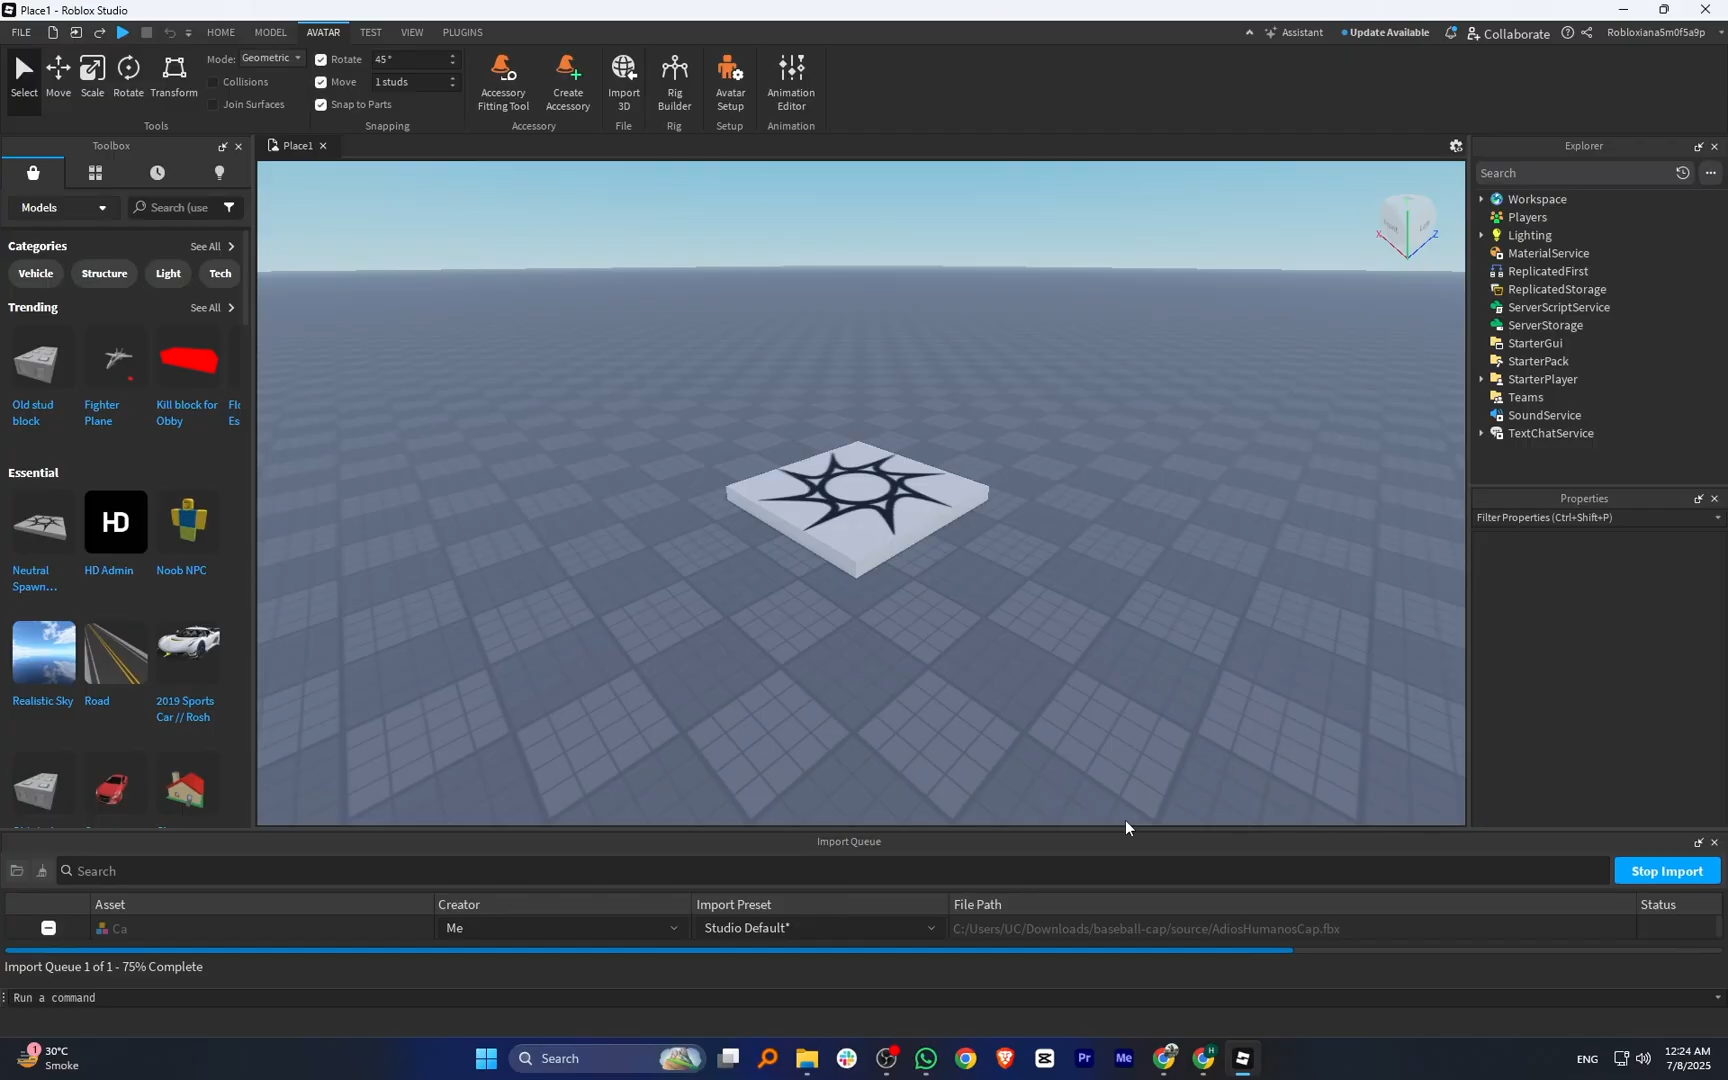 Place1 - Roblox Studio
FILE
HOME
MODEL
AVATAR
TEST
VIEW
PLUGINS
Assistant
Update Available
Collaborate
Robloxiana5m0f5a9p
Select
Move
Scale
Rotate
Transform
Mode: Geometric
Collisions
Join Surfaces
Tools
Rotate 45°
Move 1 studs
Snap to Parts
Snapping
Accessory Fitting Tool
Create Accessory
Accessory
Import 3D
File
Rig Builder
Rig
Avatar Setup
Setup
Animation Editor
Animation
Toolbox
Models
Search (use
Categories
See All
Vehicle
Structure
Light
Tech
Trending
See All
Old stud block
Fighter Plane
Kill block for Obby
Essential
Neutral Spawn...
HD
HD Admin
Noob NPC
Realistic Sky
Road
2019 Sports Car // Rosh
Place1
X
Z
Explorer
Search
Workspace
Players
Lighting
MaterialService
ReplicatedFirst
ReplicatedStorage
ServerScriptService
ServerStorage
StarterGui
StarterPack
StarterPlayer
Teams
SoundService
TextChatService
Properties
Filter Properties (Ctrl+Shift+P)
Import Queue
Search
Stop Import
Asset
Creator
Import Preset
File Path
Status
Ca
Me
Studio Default*
C:/Users/UC/Downloads/baseball-cap/source/AdiosHumanosCap.fbx
Import Queue 1 of 1 - 75% Complete
Run a command
1
30°C
Smoke
Search
Pr
Me
ENG
12:24 AM
7/8/2025